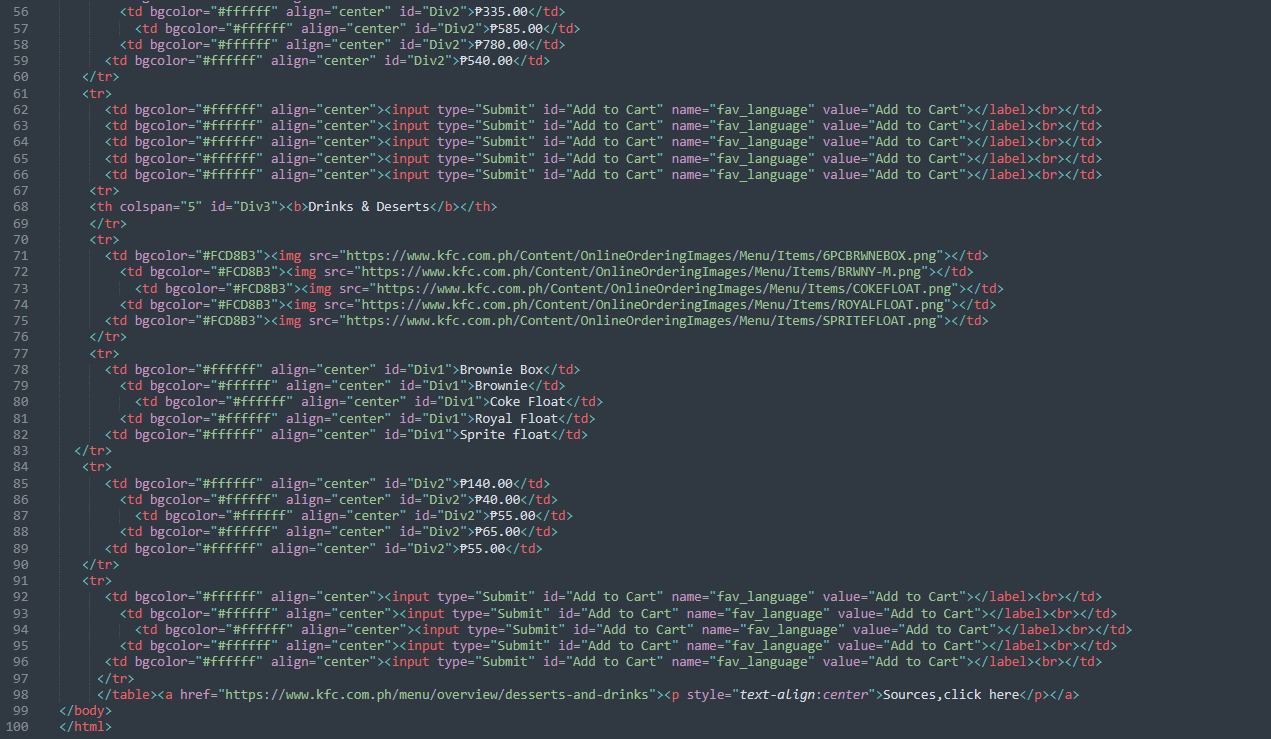 56 <td bgcolor="#ffffff" align="center" id="Div2">₱335.00</td>
57 <td bgcolor="#ffffff" align="center" id="Div2">₱585.00</td>
58 <td bgcolor="#ffffff" align="center" id="Div2">₱780.00</td>
59 <td bgcolor="#ffffff" align="center" id="Div2">₱540.00</td>
60 </tr>
61 <tr>
62 <td bgcolor="#ffffff" align="center"><input type="Submit" id="Add to Cart" name="fav_language" value="Add to Cart"></label><br></td>
63 <td bgcolor="#ffffff" align="center"><input type="Submit" id="Add to Cart" name="fav_language" value="Add to Cart"></label><br></td>
64 <td bgcolor="#ffffff" align="center"><input type="Submit" id="Add to Cart" name="fav_language" value="Add to Cart"></label><br></td>
65 <td bgcolor="#ffffff" align="center"><input type="Submit" id="Add to Cart" name="fav_language" value="Add to Cart"></label><br></td>
66 <td bgcolor="#ffffff" align="center"><input type="Submit" id="Add to Cart" name="fav_language" value="Add to Cart"></label><br></td>
67 <tr>
68 <th colspan="5" id="Div3"><b>Drinks & Deserts</b></th>
69 </tr>
70 <tr>
71 <td bgcolor="#FCD8B3"><img src="https://www.kfc.com.ph/Content/OnlineOrderingImages/Menu/Items/6PCBRWNEBOX.png"></td>
72 <td bgcolor="#FCD8B3"><img src="https://www.kfc.com.ph/Content/OnlineOrderingImages/Menu/Items/BRWNY-M.png"></td>
73 <td bgcolor="#FCD8B3"><img src="https://www.kfc.com.ph/Content/OnlineOrderingImages/Menu/Items/COKEFLOAT.png"></td>
74 <td bgcolor="#FCD8B3"><img src="https://www.kfc.com.ph/Content/OnlineOrderingImages/Menu/Items/ROYALFLOAT.png"></td>
75 <td bgcolor="#FCD8B3"><img src="https://www.kfc.com.ph/Content/OnlineOrderingImages/Menu/Items/SPRITEFLOAT.png"></td>
76 </tr>
77 <tr>
78 <td bgcolor="#ffffff" align="center" id="Div1">Brownie Box</td>
79 <td bgcolor="#ffffff" align="center" id="Div1">Brownie</td>
80 <td bgcolor="#ffffff" align="center" id="Div1">Coke Float</td>
81 <td bgcolor="#ffffff" align="center" id="Div1">Royal Float</td>
82 <td bgcolor="#ffffff" align="center" id="Div1">Sprite float</td>
83 </tr>
84 <tr>
85 <td bgcolor="#ffffff" align="center" id="Div2">₱140.00</td>
86 <td bgcolor="#ffffff" align="center" id="Div2">₱40.00</td>
87 <td bgcolor="#ffffff" align="center" id="Div2">₱55.00</td>
88 <td bgcolor="#ffffff" align="center" id="Div2">₱65.00</td>
89 <td bgcolor="#ffffff" align="center" id="Div2">₱55.00</td>
90 </tr>
91 <tr>
92 <td bgcolor="#ffffff" align="center"><input type="Submit" id="Add to Cart" name="fav_language" value="Add to Cart"></label><br></td>
93 <td bgcolor="#ffffff" align="center"><input type="Submit" id="Add to Cart" name="fav_language" value="Add to Cart"></label><br></td>
94 <td bgcolor="#ffffff" align="center"><input type="Submit" id="Add to Cart" name="fav_language" value="Add to Cart"></label><br></td>
95 <td bgcolor="#ffffff" align="center"><input type="Submit" id="Add to Cart" name="fav_language" value="Add to Cart"></label><br></td>
96 <td bgcolor="#ffffff" align="center"><input type="Submit" id="Add to Cart" name="fav_language" value="Add to Cart"></label><br></td>
97 </tr>
98 </table><a href="https://www.kfc.com.ph/menu/overview/desserts-and-drinks"><p style="text-align:center">Sources,click here</p></a>
99 </body>
100 </html>